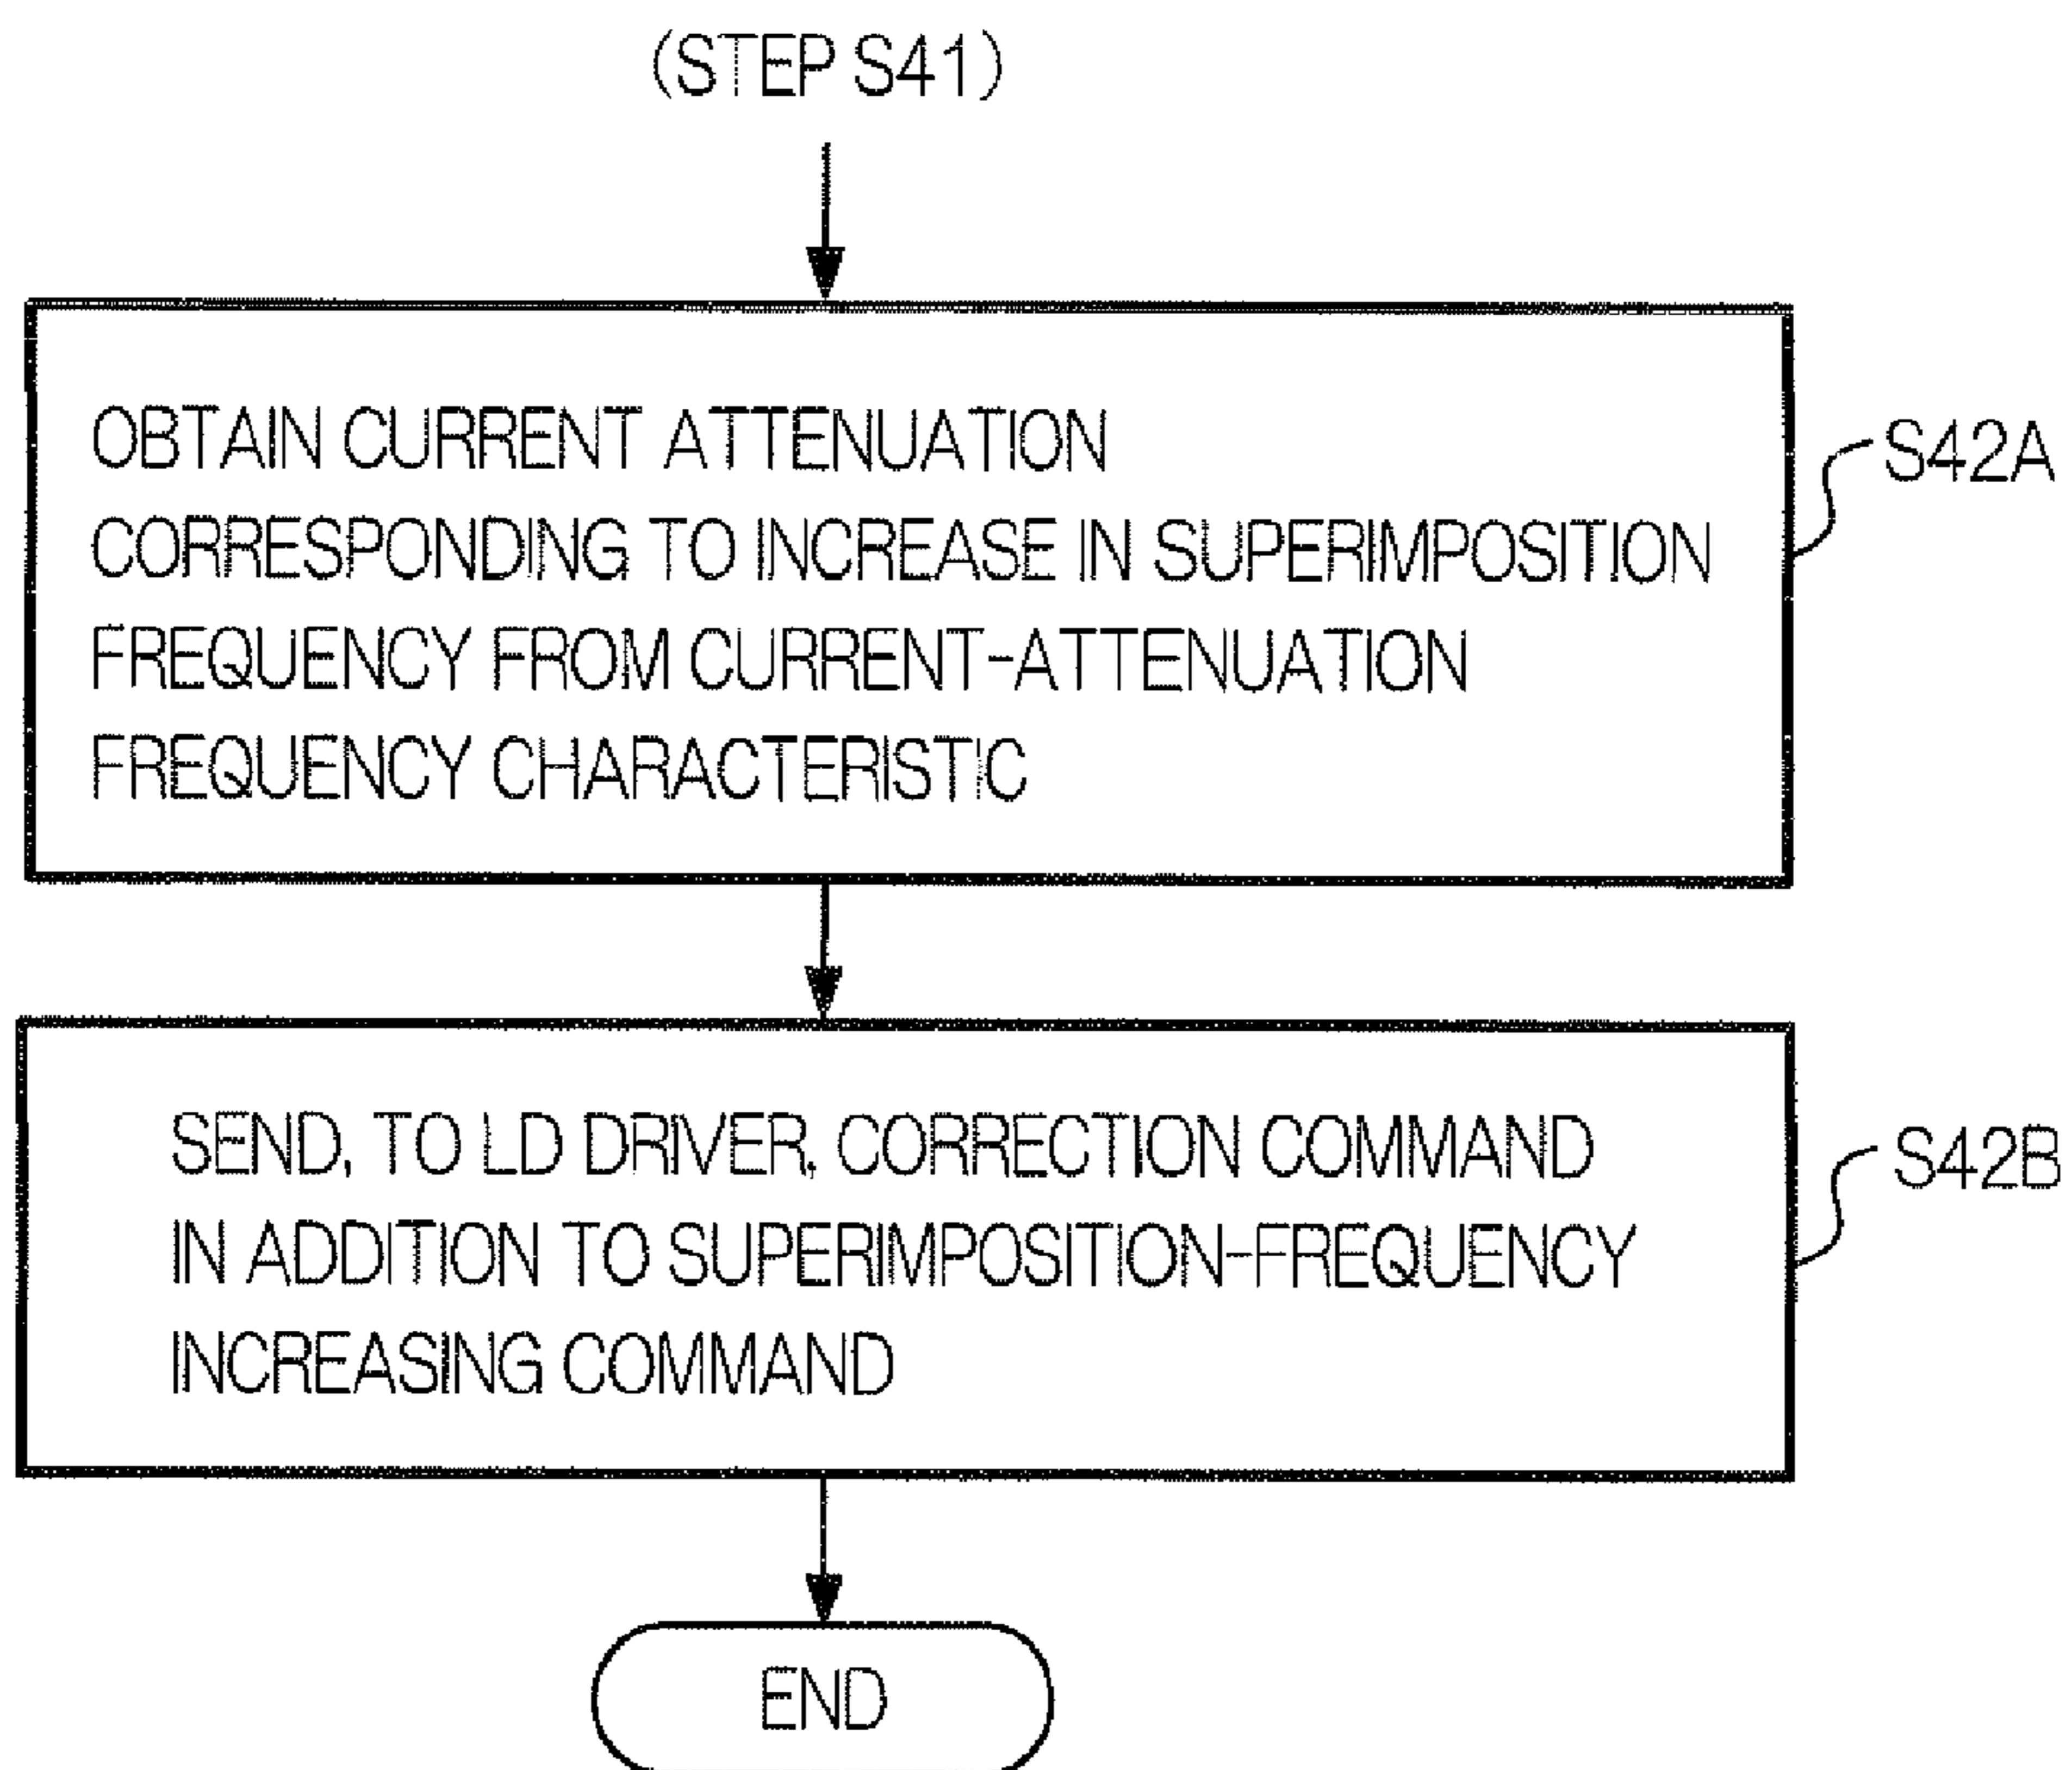 (STEP S41)
OBTAIN CURRENT ATTENUATION
CORRESPONDING TO INCREASE IN SUPERIMPOSITION
FREQUENCY FROM CURRENT-ATTENUATION
FREQUENCY CHARACTERISTIC
S42A
SEND, TO LD DRIVER, CORRECTION COMMAND
IN ADDITION TO SUPERIMPOSITION-FREQUENCY
INCREASING COMMAND
S42B
END